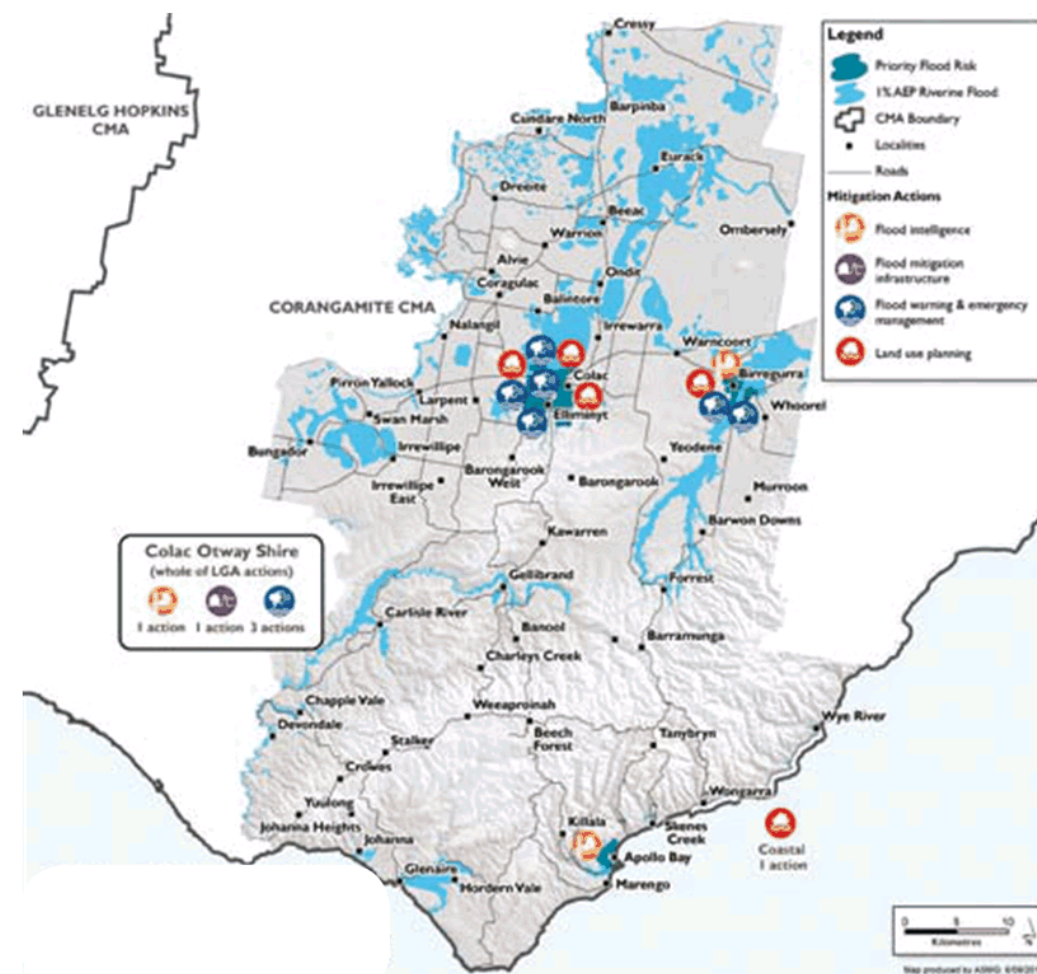 Cressy
Legend
Priority Flood Risk
1% AEP Riverine Flood
CMA Boundary
Localities
Roads
Mitigation Actions
Flood intelligence
Flood mitigation
infrastructure
Flood warning & emergency
management
Land use planning
GLENELG HOPKINS
CMA
Barpinba
Cundare North
Eurack
Dreeite
Beeac
Ombersely
Warrion
Alvie
Ondit
Coragulac
CORANGAMITE CMA
Balintore
Nalangil
Irrewarra
Warncoort
Colac
Birregurra
Pirron Yallock
Larpent
Elliminyt
Whoorel
Swan Marsh
Bungador
Irrewillipe
Yeodene
Barongarook
West
Barongarook
Irrewillipe
East
Murroon
Barwon Downs
Kawarren
Colac Otway Shire
(whole of LGA actions)
1 action 1 action 3 actions
Gellibrand
Forrest
Carlisle River
Banool
Barramunga
Charleys Creek
Chapple Vale
Weeaproinah
Devondale
Wye River
Beech
Forest
Tanybryn
Stalker
Crowes
Wongarra
Yuulong
Johanna Heights
Killala
Skenes
Creek
Johanna
Coastal
1 action
Apollo Bay
Glenaire
Hordern Vale
Marengo
0 5 10
Kilometres
N